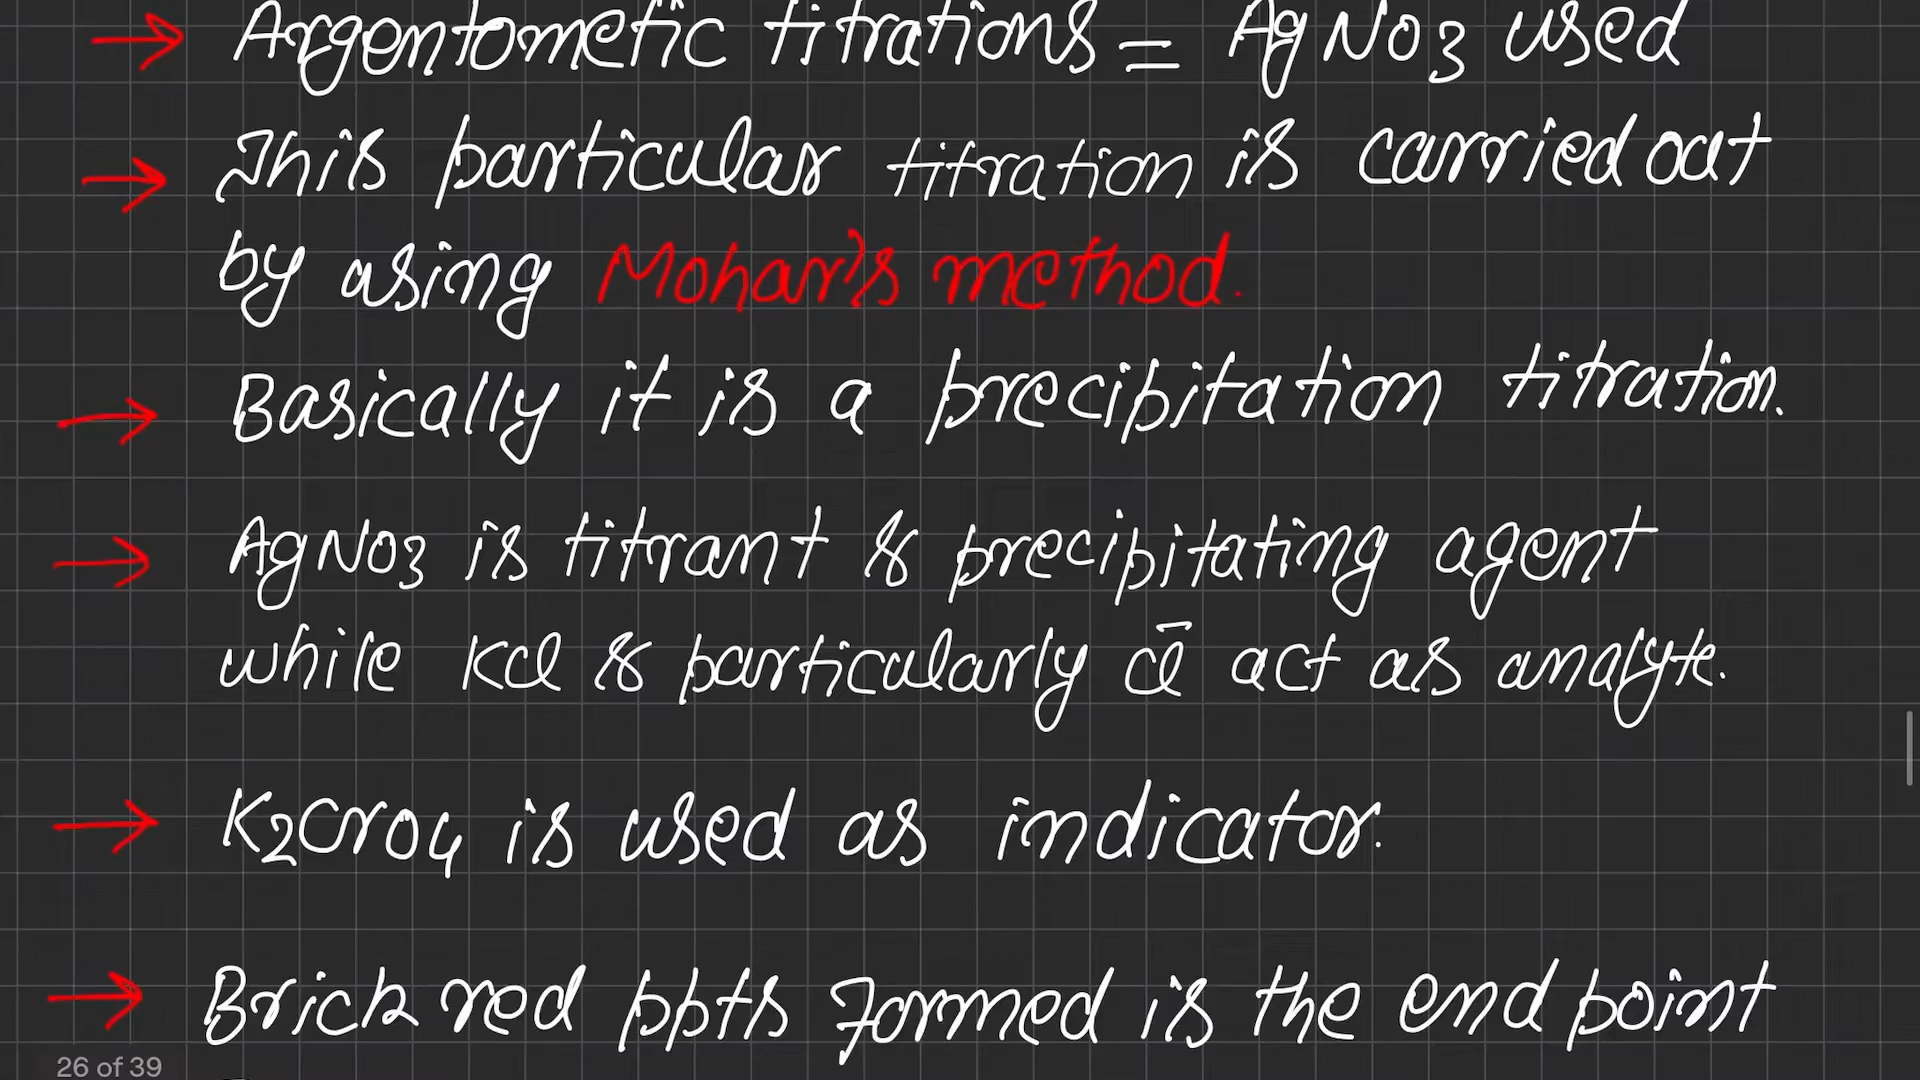 → Argentometic titrations = AgNO3 used
→ This particular titration is carried out
by using Mohar's method.
→ Basically it is a precipitation titration.
→ AgNO3 is titrant & precipitating agent
while KCl & particularly Cl⁻ act as analyte.
→ K2CrO4 is used as indicator.
→ Brick red ppts formed is the end point
26 of 39